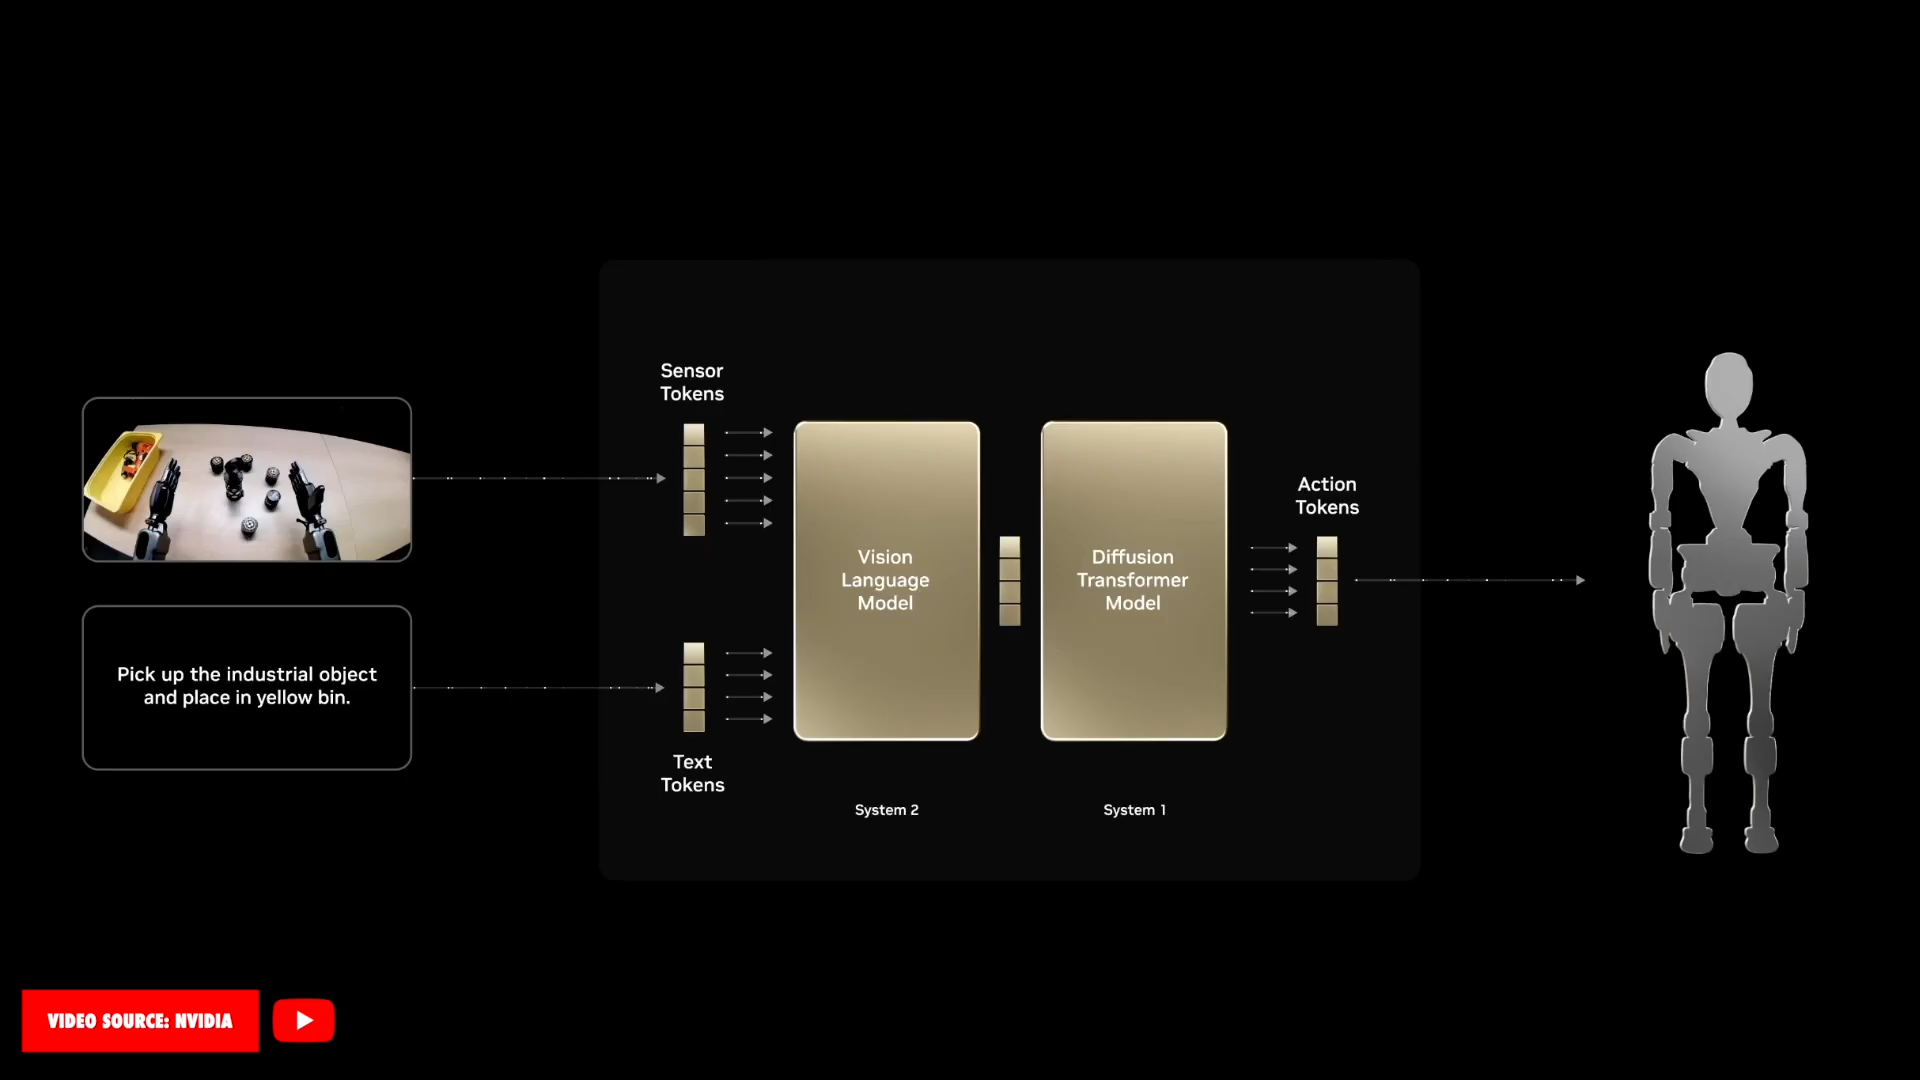 Sensor
Tokens
Pick up the industrial object
and place in yellow bin.
Text
Tokens
Vision
Language
Model
System 2
Diffusion
Transformer
Model
System 1
Action
Tokens
VIDEO SOURCE: NVIDIA